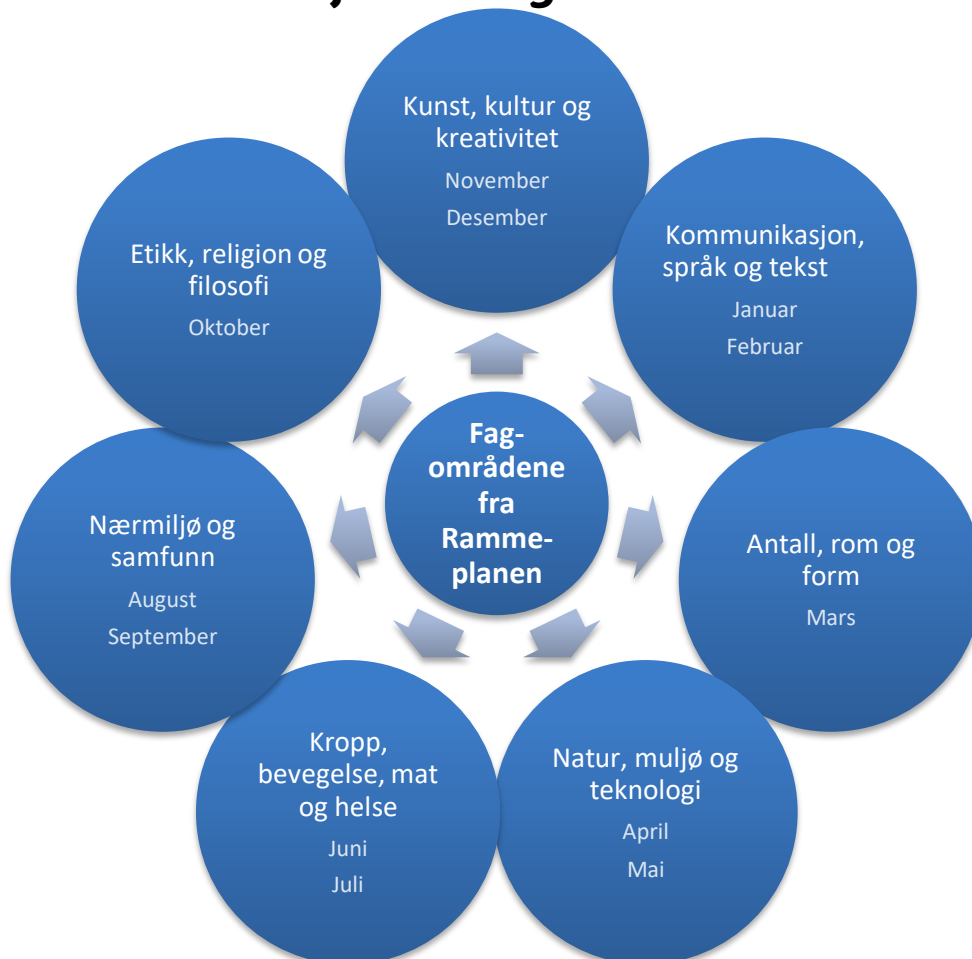 Kunst, kultur og
kreativitet
November
Desember
Kommunikasjon,
språk og tekst
Januar
Februar
Antall, rom og
form
Mars
Natur, muljø og
teknologi
April
Mai
Kropp,
bevegelse, mat
og helse
Juni
Juli
Nærmiljø og
samfunn
August
September
Etikk, religion og
filosofi
Oktober
Fag-
områdene
fra
Ramme-
planen